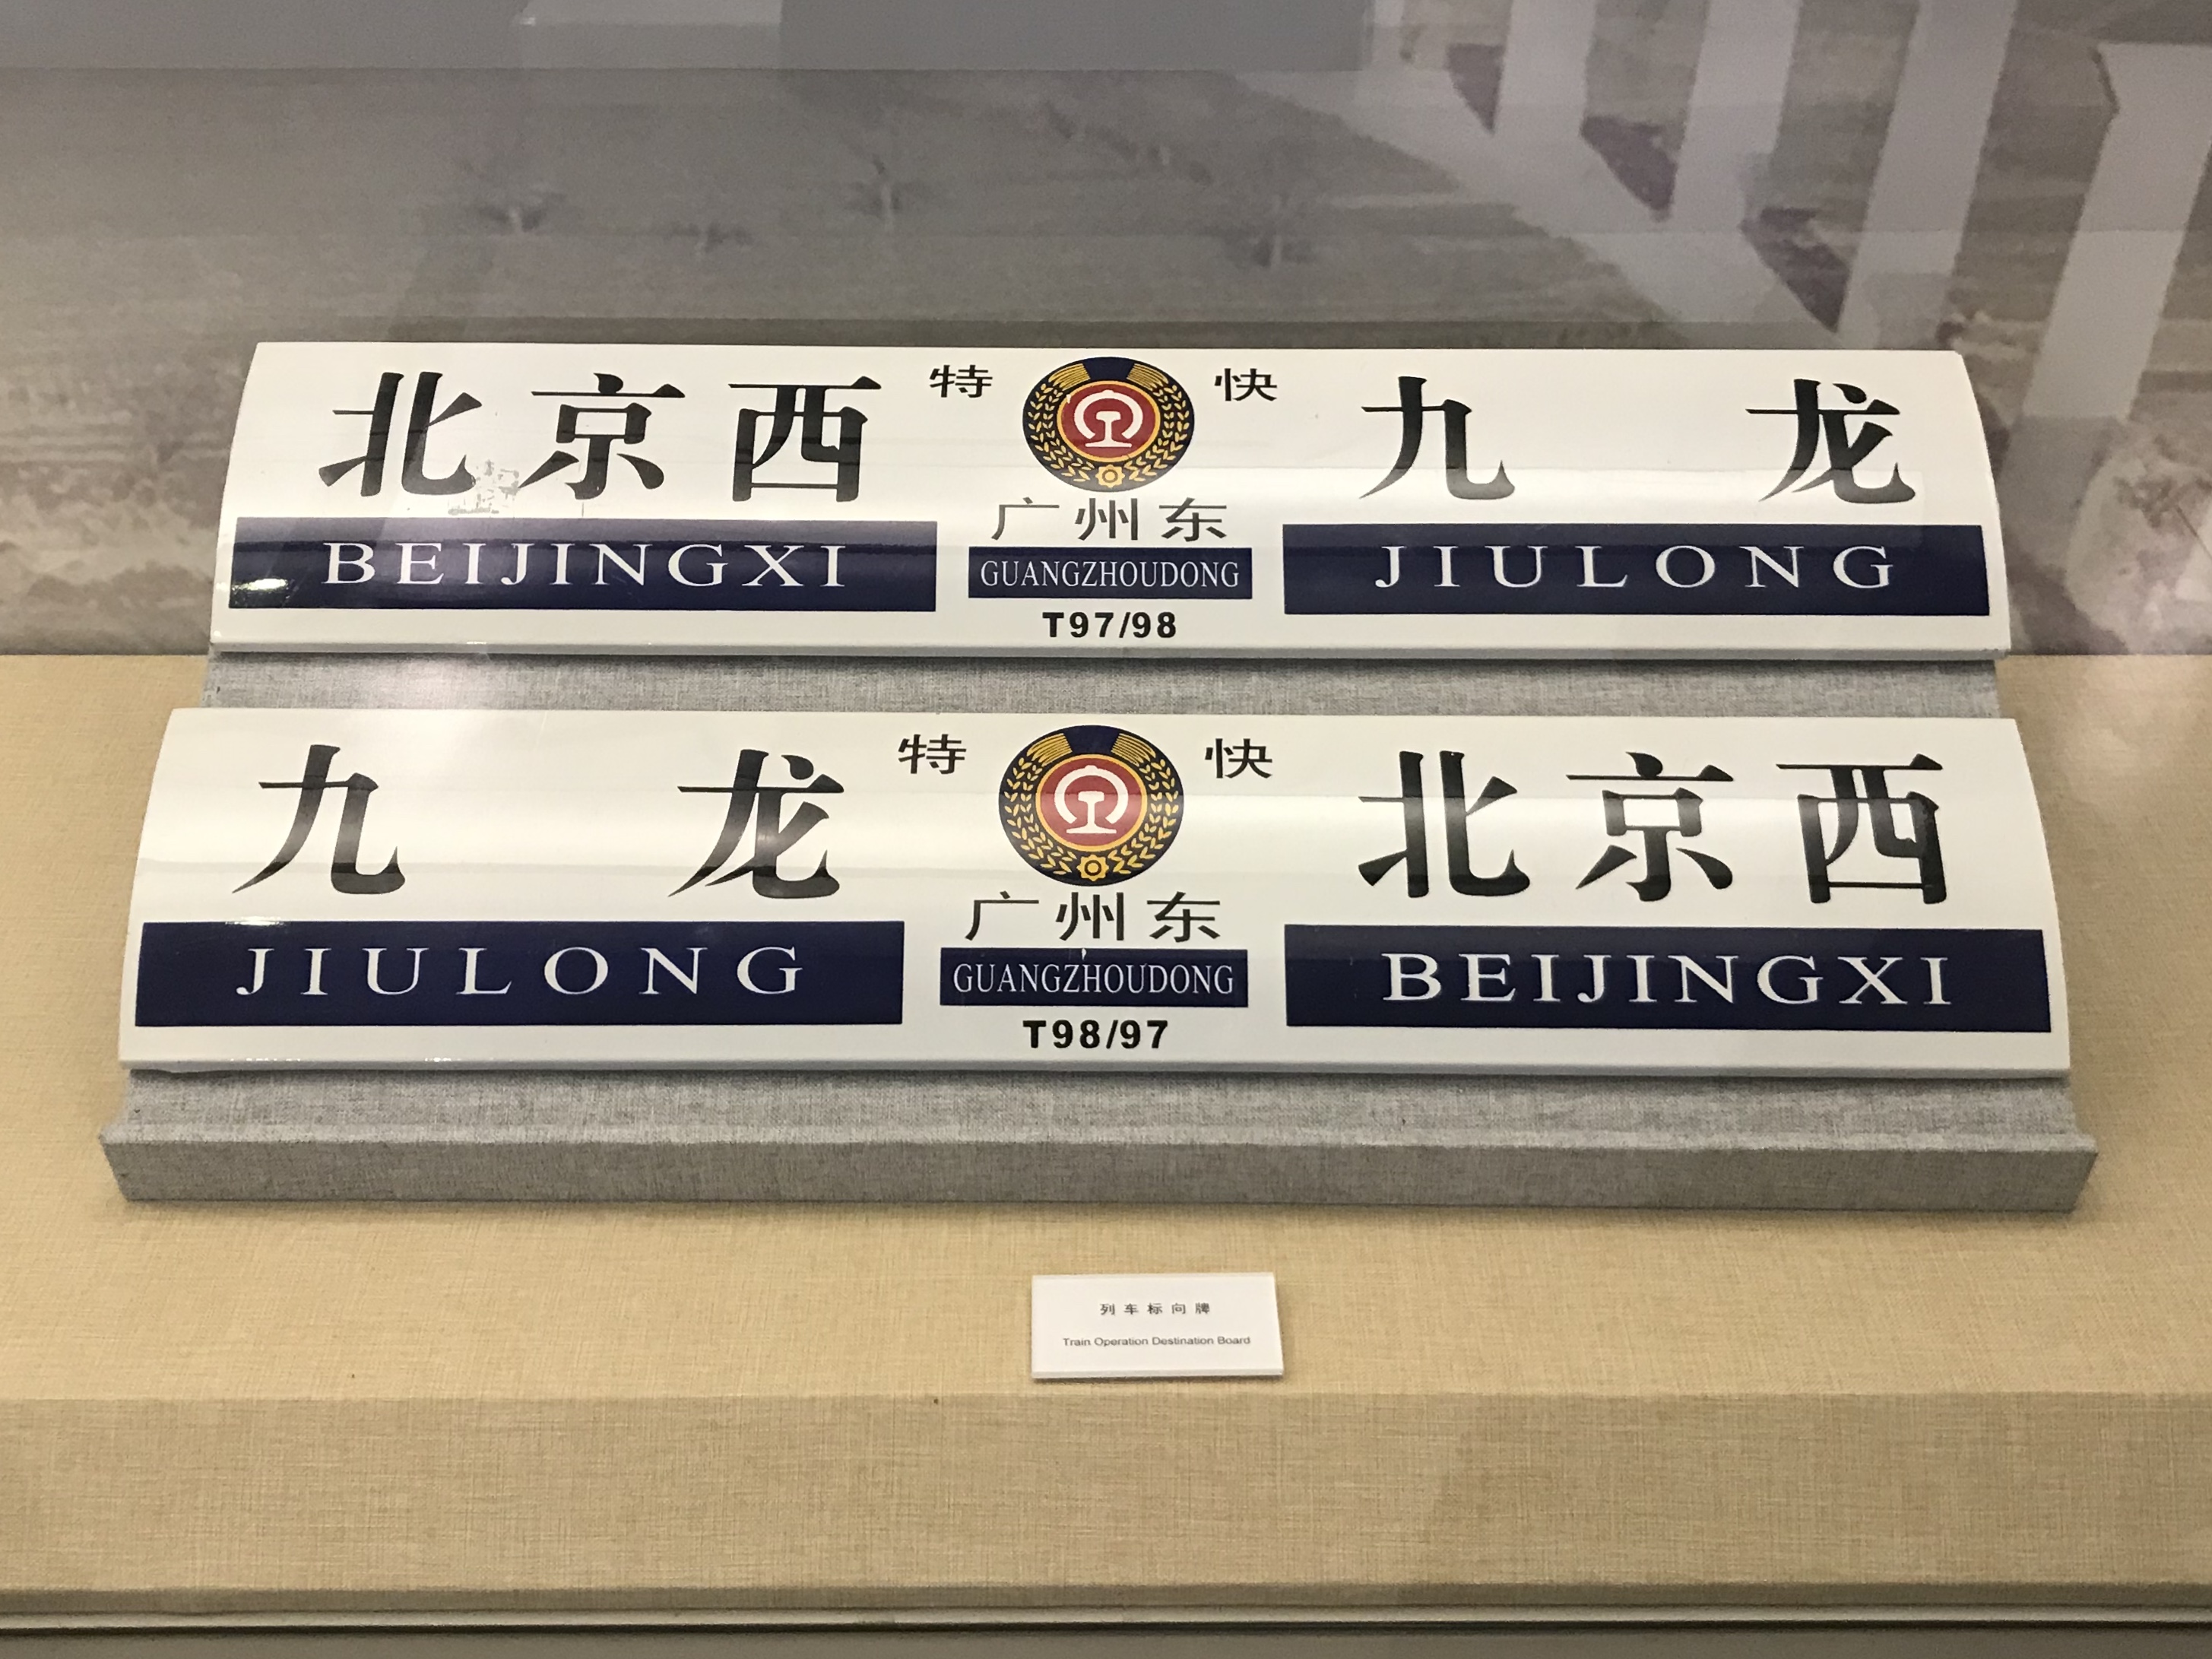 北京西 特 快 九 龙
广州东
BEIJINGXI GUANGZHOUDONG JIULONG
T97/98
九 龙 特 快 北京西
广州东
JIULONG GUANGZHOUDONG BEIJINGXI
T98/97
列车标向牌
Train Operation Destination Board